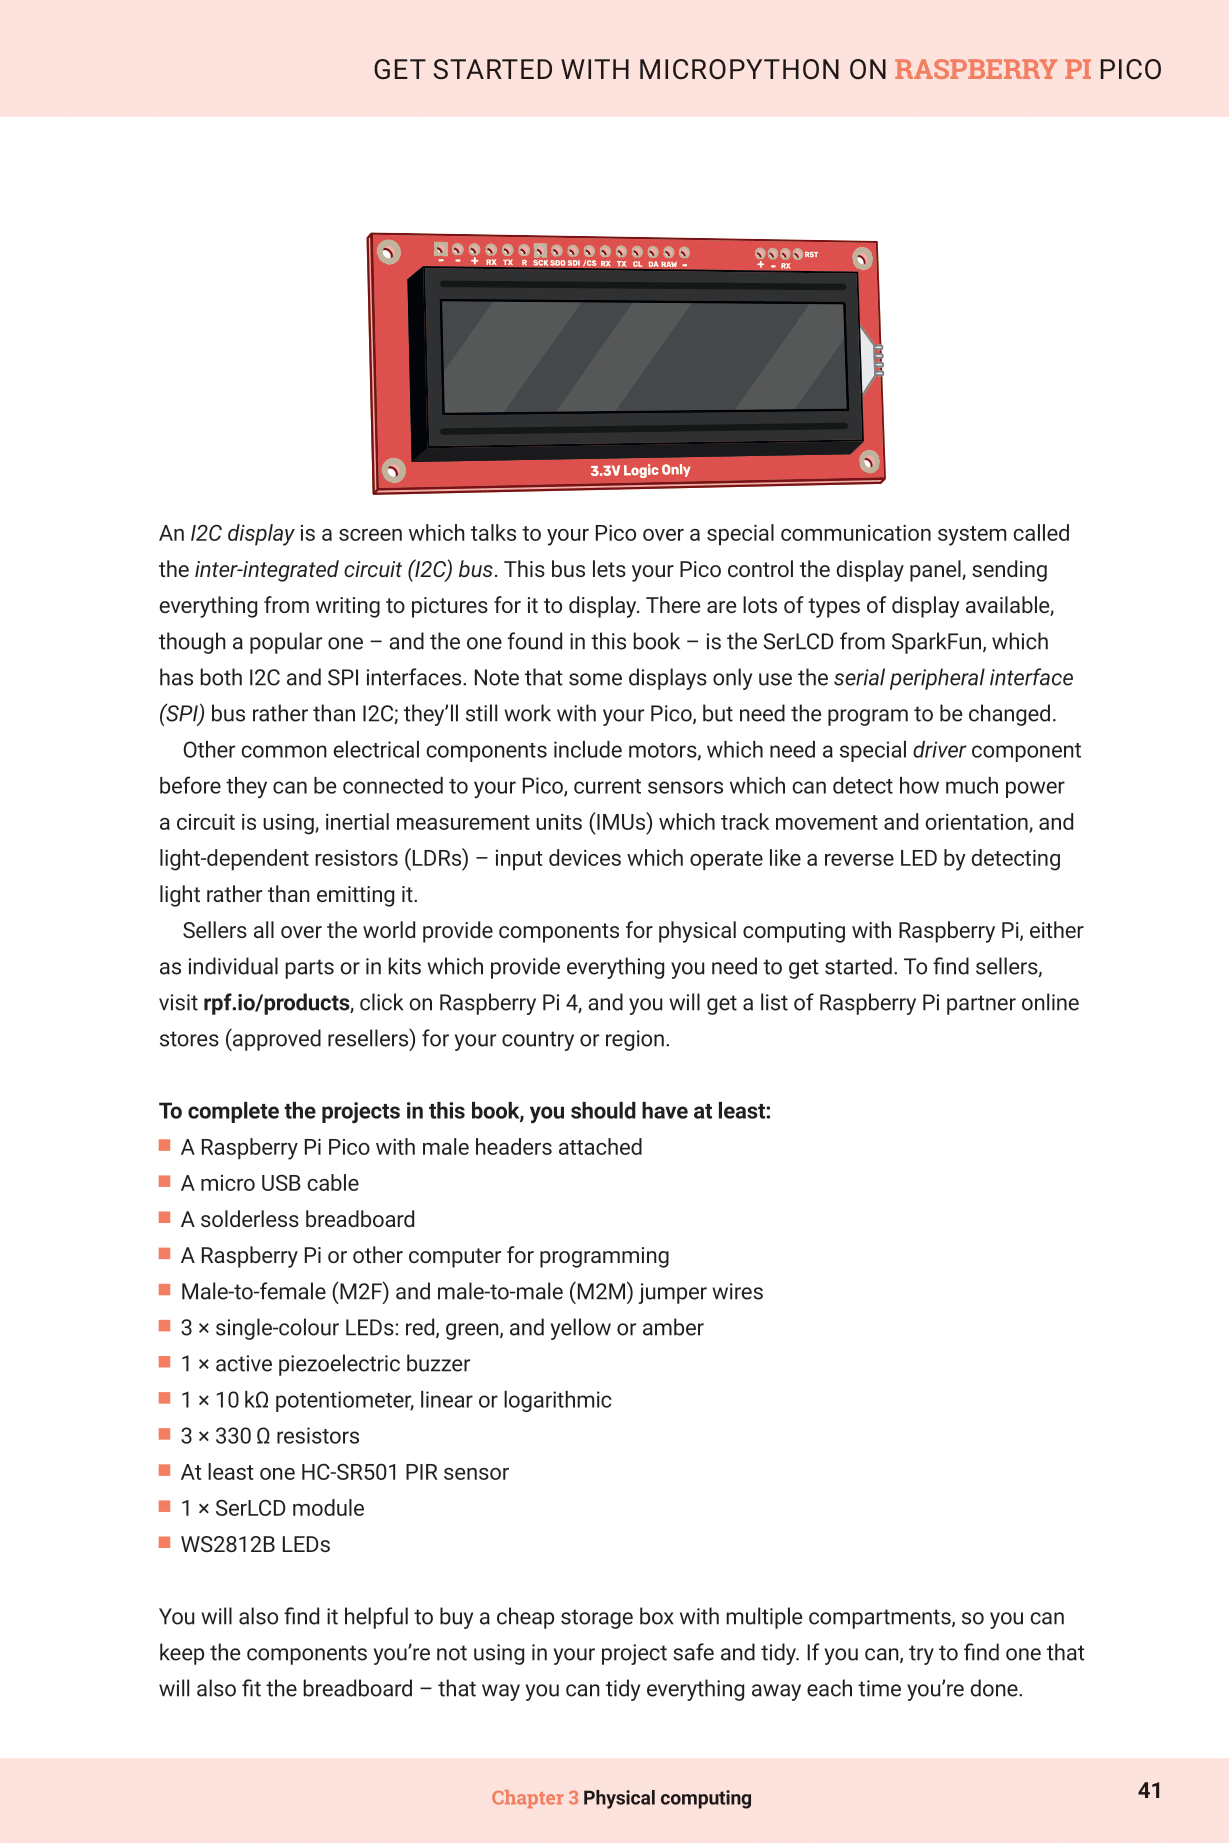 GET STARTED WITH MICROPYTHON ON RASPBERRY PI PICO
- - + RX TX R SCK SDO SDI /CS RX TX CL DA RAW -
+ - RX RST
3.3V Logic Only
An I2C display is a screen which talks to your Pico over a special communication system called
the inter-integrated circuit (I2C) bus. This bus lets your Pico control the display panel, sending
everything from writing to pictures for it to display. There are lots of types of display available,
though a popular one – and the one found in this book – is the SerLCD from SparkFun, which
has both I2C and SPI interfaces. Note that some displays only use the serial peripheral interface
(SPI) bus rather than I2C; they’ll still work with your Pico, but need the program to be changed.
Other common electrical components include motors, which need a special driver component
before they can be connected to your Pico, current sensors which can detect how much power
a circuit is using, inertial measurement units (IMUs) which track movement and orientation, and
light-dependent resistors (LDRs) – input devices which operate like a reverse LED by detecting
light rather than emitting it.
Sellers all over the world provide components for physical computing with Raspberry Pi, either
as individual parts or in kits which provide everything you need to get started. To find sellers,
visit rpf.io/products, click on Raspberry Pi 4, and you will get a list of Raspberry Pi partner online
stores (approved resellers) for your country or region.
To complete the projects in this book, you should have at least:
A Raspberry Pi Pico with male headers attached
A micro USB cable
A solderless breadboard
A Raspberry Pi or other computer for programming
Male-to-female (M2F) and male-to-male (M2M) jumper wires
3 × single-colour LEDs: red, green, and yellow or amber
1 × active piezoelectric buzzer
1 × 10 kΩ potentiometer, linear or logarithmic
3 × 330 Ω resistors
At least one HC-SR501 PIR sensor
1 × SerLCD module
WS2812B LEDs
You will also find it helpful to buy a cheap storage box with multiple compartments, so you can
keep the components you’re not using in your project safe and tidy. If you can, try to find one that
will also fit the breadboard – that way you can tidy everything away each time you’re done.
Chapter 3 Physical computing
41